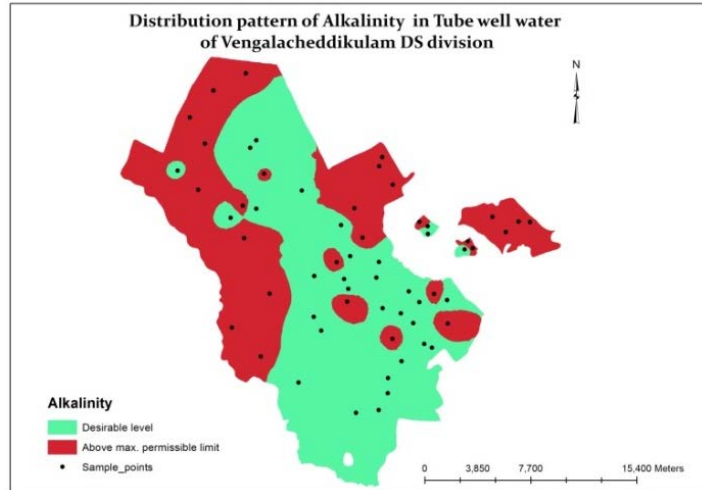 Distribution pattern of Alkalinity in Tube well water
of Vengalacheddikulam DS division
N
Alkalinity
Desirable level
Above max. permissible limit
Sample_points
0 3,850 7,700 15,400 Meters